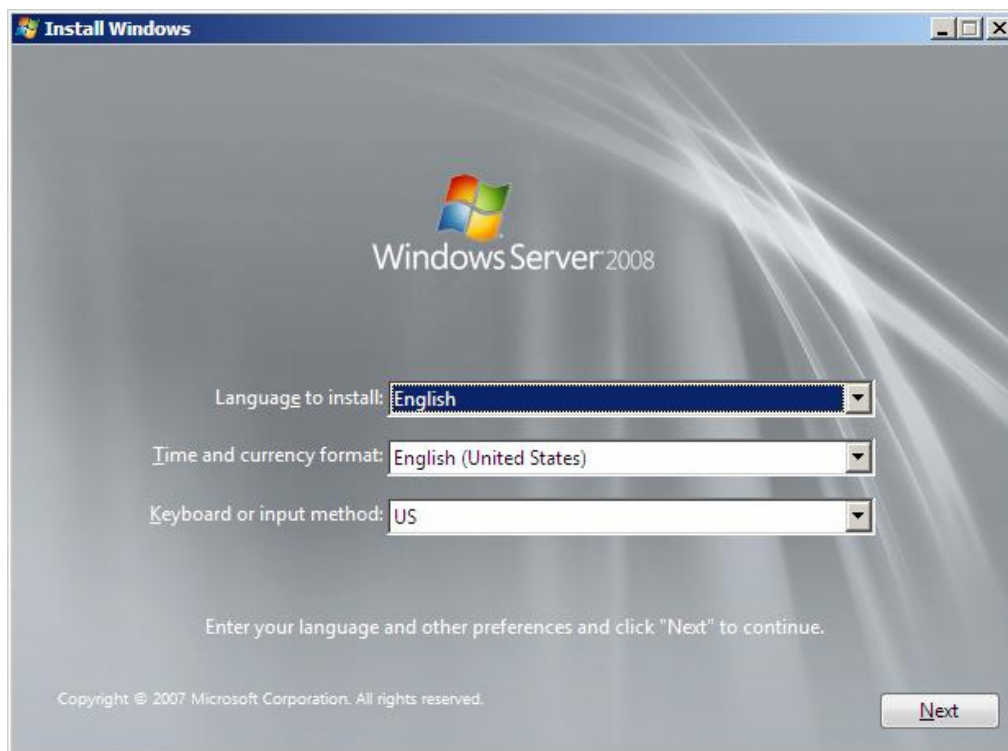 Install Windows
Windows Server 2008
Language to install: English
Time and currency format: English (United States)
Keyboard or input method: US
Enter your language and other preferences and click "Next" to continue.
Copyright © 2007 Microsoft Corporation. All rights reserved.
Next